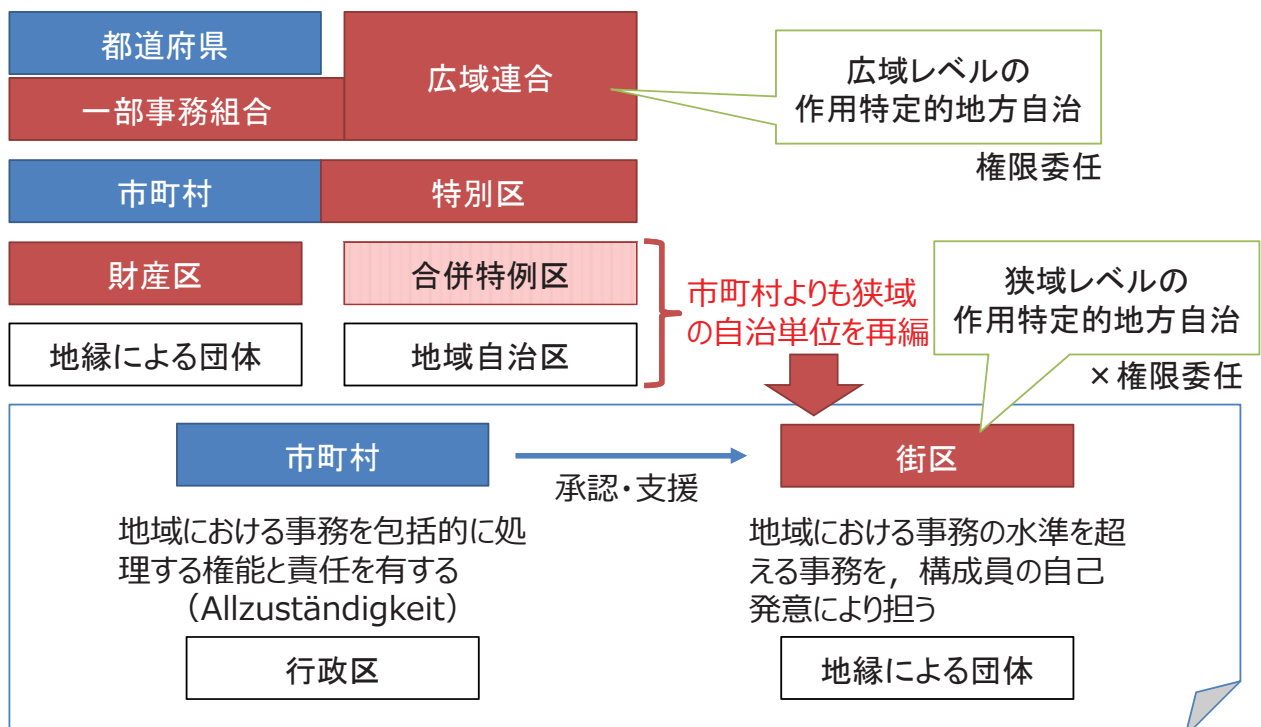 都道府県
広域連合
一部事務組合
広域レベルの
作用特定的地方自治
権限委任
市町村
特別区
財産区
合併特例区
市町村よりも狭域
の自治単位を再編
狭域レベルの
作用特定的地方自治
×権限委任
地縁による団体
地域自治区
市町村
承認・支援
街区
地域における事務を包括的に処
理する権能と責任を有する
（Allzuständigkeit）
地域における事務の水準を超
える事務を，構成員の自己
発意により担う
行政区
地縁による団体